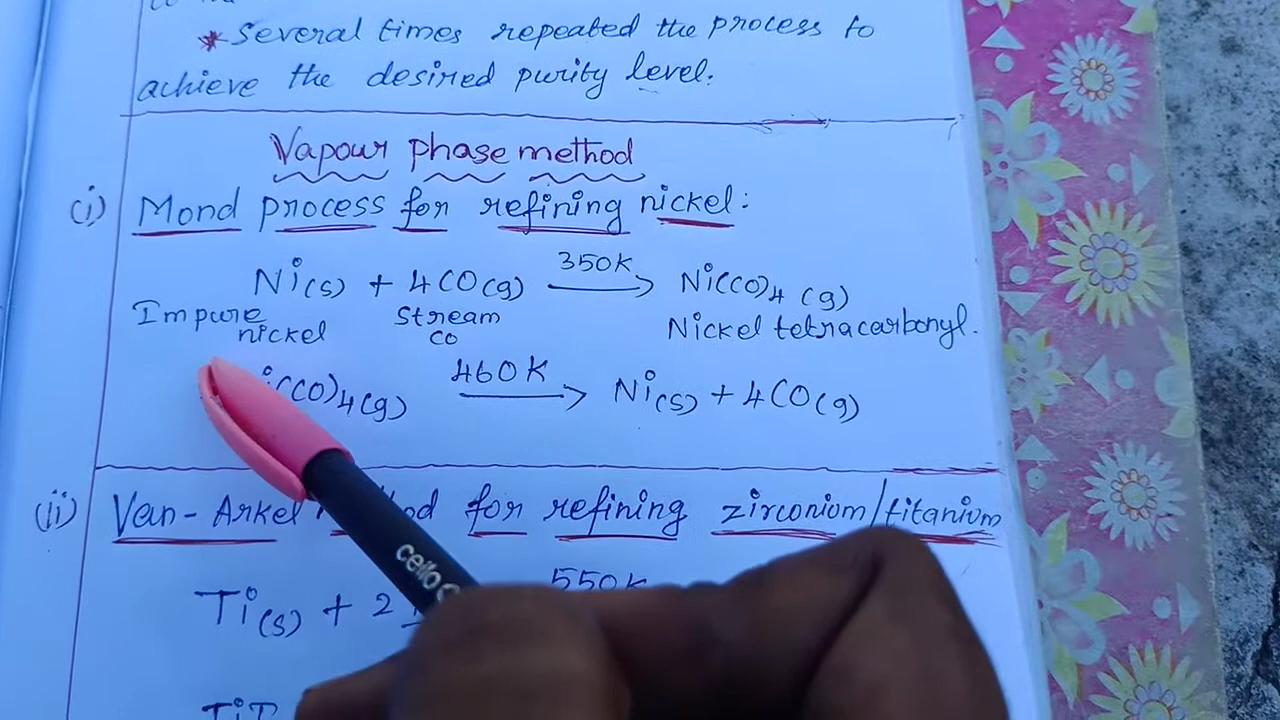 * Several times repeated the process to
achieve the desired purity level.
Vapour phase method
(i) Mond process for refining nickel:
Ni(s) + 4CO(g) 350K → Ni(CO)4 (g)
Impure nickel Stream CO Nickel tetracarbonyl.
i(CO)4(g) 460K → Ni(s) + 4CO(g)
(ii) Van-Arkel for refining zirconium/titanium
Ti(s) + 2 550K
cello